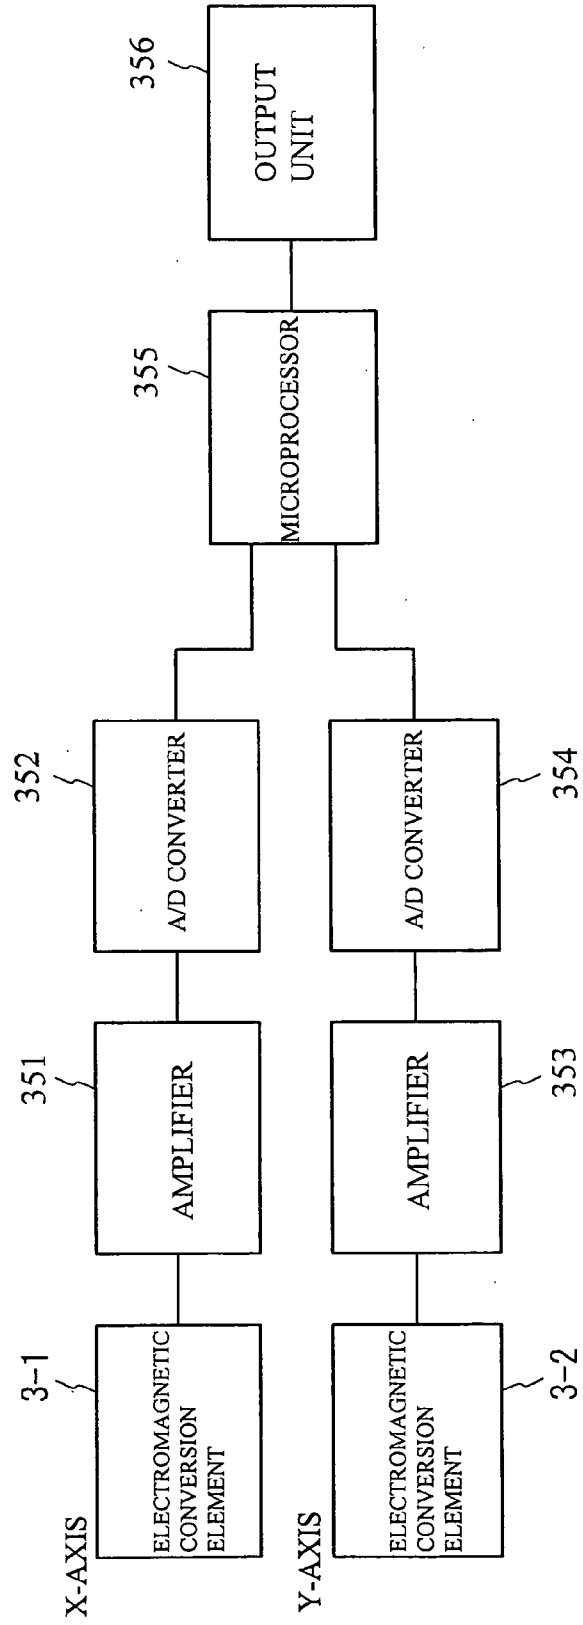 X-AXIS
3-1
ELECTROMAGNETIC
CONVERSION
ELEMENT
351
AMPLIFIER
352
A/D CONVERTER
Y-AXIS
3-2
ELECTROMAGNETIC
CONVERSION
ELEMENT
353
AMPLIFIER
354
A/D CONVERTER
355
MICROPROCESSOR
356
OUTPUT
UNIT